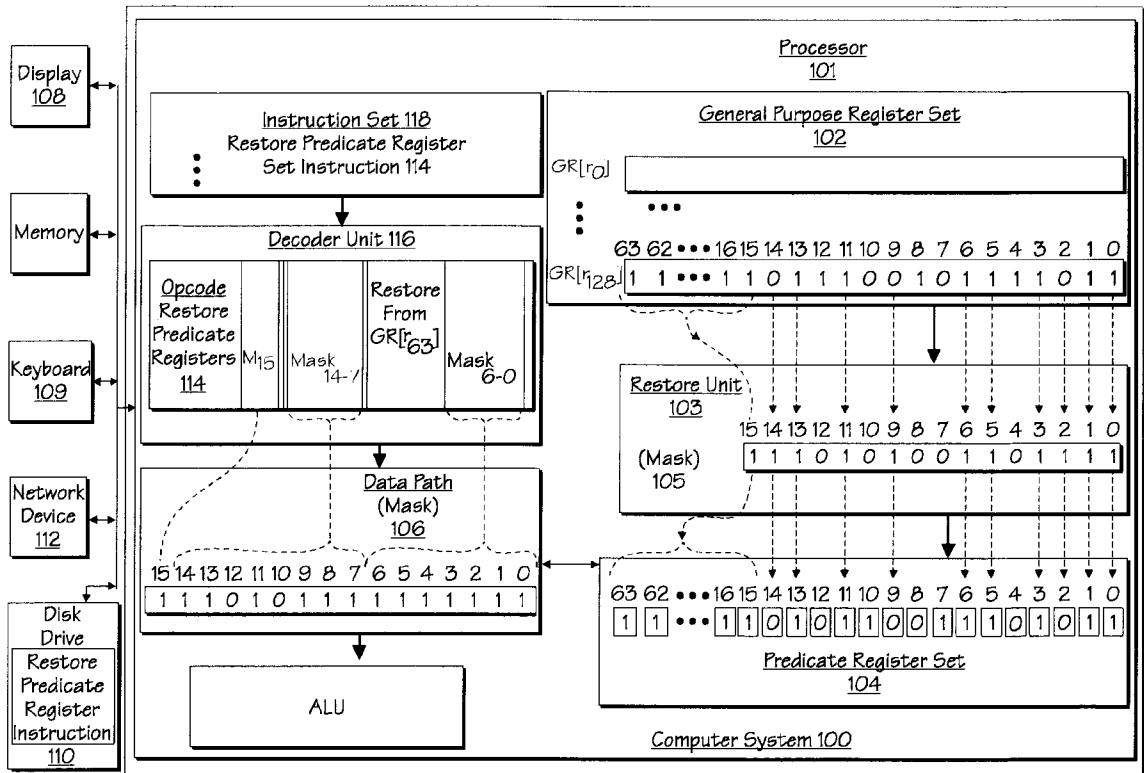 Display
108
Memory
Keyboard
109
Network
Device
112
Disk
Drive
Restore
Predicate
Register
Instruction
110
Processor
101
Instruction Set 118
Restore Predicate Register
Set Instruction 114
Decoder Unit 116
Opcode
Restore
Predicate
Registers
114
M15
Mask
14-7
Restore
From
GR[r63]
Mask
6-0
Data Path
(Mask)
106
15 14 13 12 11 10 9 8 7 6 5 4 3 2 1 0
1 1 1 0 1 0 1 1 1 1 1 1 1 1 1 1
ALU
General Purpose Register Set
102
GR[r0]
63 62 ••• 16 15 14 13 12 11 10 9 8 7 6 5 4 3 2 1 0
GR[r128] 1 1 ••• 1 1 0 1 1 1 0 0 1 0 1 1 1 1 0 1 1
Restore Unit
103
15 14 13 12 11 10 9 8 7 6 5 4 3 2 1 0
(Mask)
105
1 1 1 0 1 0 1 0 0 1 1 0 1 1 1 1
63 62 ••• 16 15 14 13 12 11 10 9 8 7 6 5 4 3 2 1 0
1 1 ••• 1 1 0 1 0 1 1 0 0 1 1 1 0 1 0 1 1
Predicate Register Set
104
Computer System 100